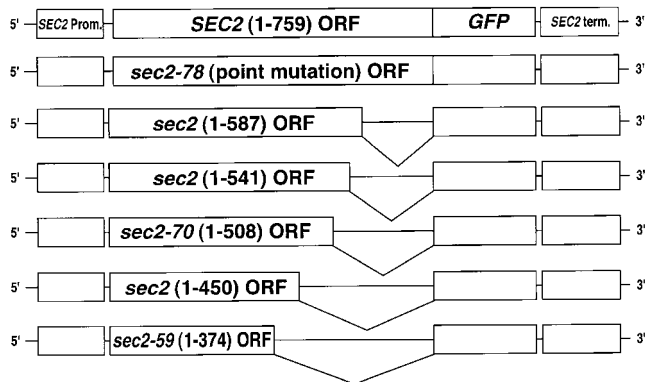 5' SEC2 Prom. SEC2 (1-759) ORF GFP SEC2 term. 3'
5' sec2-78 (point mutation) ORF 3'
5' sec2 (1-587) ORF 3'
5' sec2 (1-541) ORF 3'
5' sec2-70 (1-508) ORF 3'
5' sec2 (1-450) ORF 3'
5' sec2-59 (1-374) ORF 3'